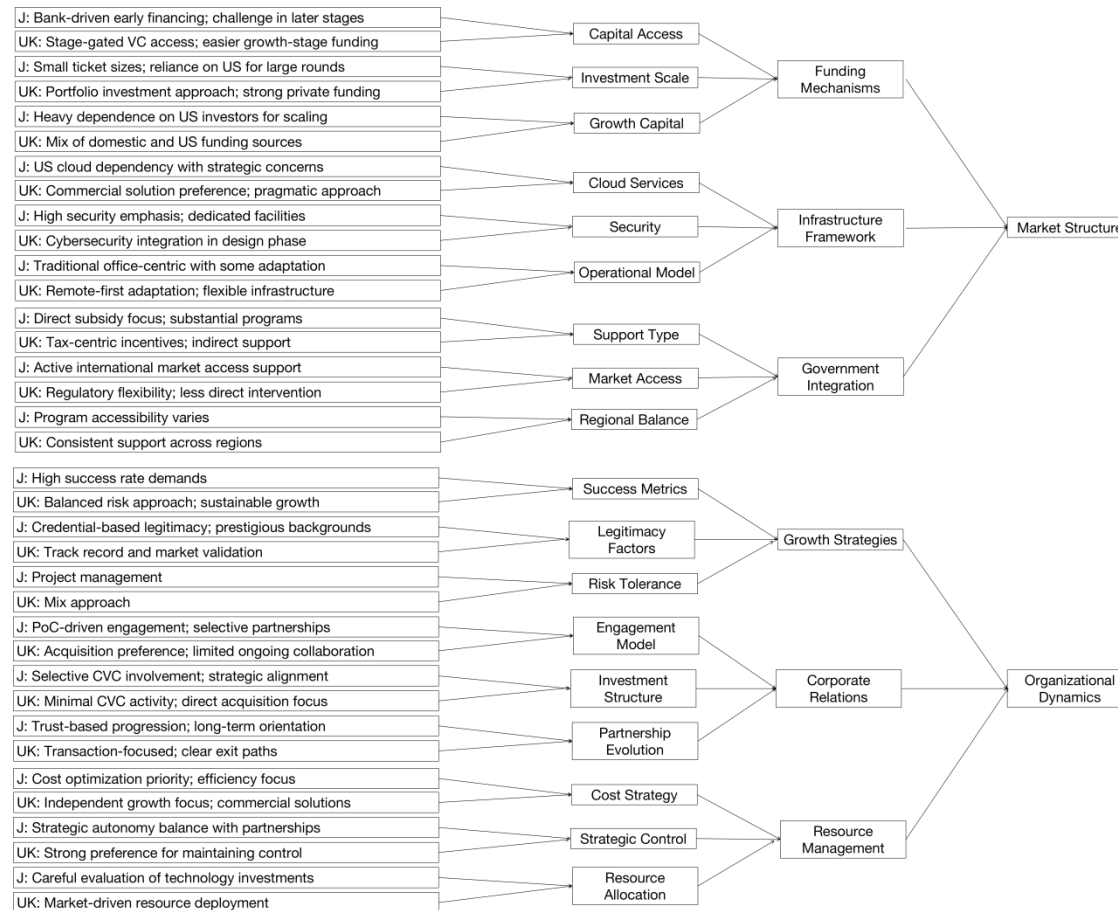 J: Bank-driven early financing; challenge in later stages
UK: Stage-gated VC access; easier growth-stage funding
Capital Access
J: Small ticket sizes; reliance on US for large rounds
UK: Portfolio investment approach; strong private funding
Investment Scale
Funding
Mechanisms
J: Heavy dependence on US investors for scaling
UK: Mix of domestic and US funding sources
Growth Capital
J: US cloud dependency with strategic concerns
UK: Commercial solution preference; pragmatic approach
Cloud Services
J: High security emphasis; dedicated facilities
UK: Cybersecurity integration in design phase
Security
Infrastructure
Framework
Market Structure
J: Traditional office-centric with some adaptation
UK: Remote-first adaptation; flexible infrastructure
Operational Model
J: Direct subsidy focus; substantial programs
UK: Tax-centric incentives; indirect support
Support Type
J: Active international market access support
UK: Regulatory flexibility; less direct intervention
Market Access
Government
Integration
J: Program accessibility varies
UK: Consistent support across regions
Regional Balance
J: High success rate demands
UK: Balanced risk approach; sustainable growth
Success Metrics
J: Credential-based legitimacy; prestigious backgrounds
UK: Track record and market validation
Legitimacy
Factors
Growth Strategies
J: Project management
UK: Mix approach
Risk Tolerance
J: PoC-driven engagement; selective partnerships
UK: Acquisition preference; limited ongoing collaboration
Engagement
Model
J: Selective CVC involvement; strategic alignment
UK: Minimal CVC activity; direct acquisition focus
Investment
Structure
Corporate
Relations
Organizational
Dynamics
J: Trust-based progression; long-term orientation
UK: Transaction-focused; clear exit paths
Partnership
Evolution
J: Cost optimization priority; efficiency focus
UK: Independent growth focus; commercial solutions
Cost Strategy
J: Strategic autonomy balance with partnerships
UK: Strong preference for maintaining control
Strategic Control
Resource
Management
J: Careful evaluation of technology investments
UK: Market-driven resource deployment
Resource
Allocation